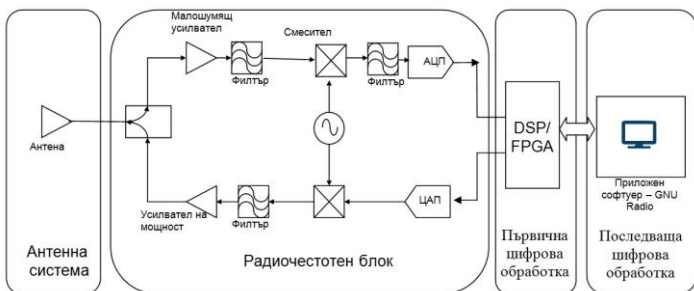 Малошумящ
усилвател
Филтър
Смесител
Филтър
АЦП
Антена
DSP/
FPGA
Приложен
софтуер – GNU
Radio
Усилвател на
мощност
Филтър
ЦАП
Антенна
система
Радиочестотен блок
Първична
цифрова
обработка
Последваща
цифрова
обработка